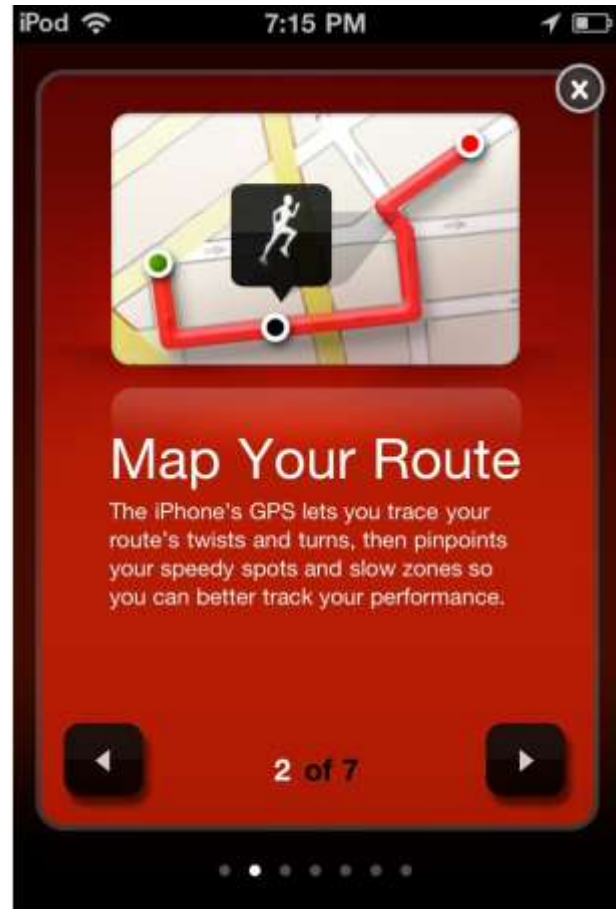 iPod 7:15 PM
Map Your Route
The iPhone's GPS lets you trace your
route's twists and turns, then pinpoints
your speedy spots and slow zones so
you can better track your performance.
2 of 7